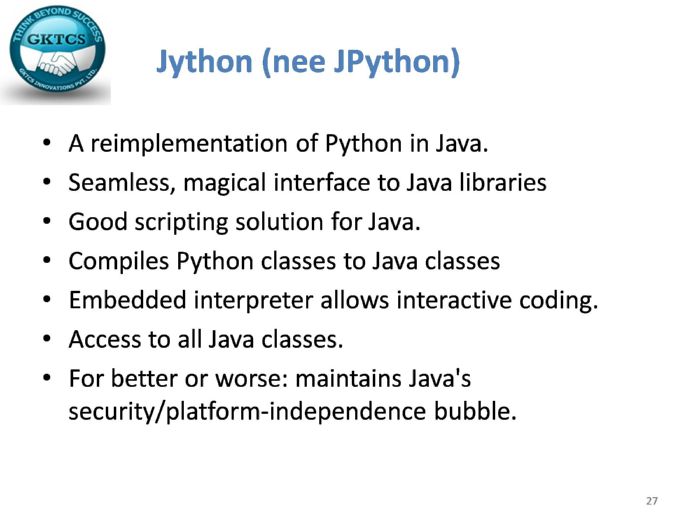 THINK BEYOND SUCCESS
GKTCS
GKTCS INNOVATIONS PVT. LTD.
Jython (nee JPython)
• A reimplementation of Python in Java.
• Seamless, magical interface to Java libraries
• Good scripting solution for Java.
• Compiles Python classes to Java classes
• Embedded interpreter allows interactive coding.
• Access to all Java classes.
• For better or worse: maintains Java's
security/platform-independence bubble.
27